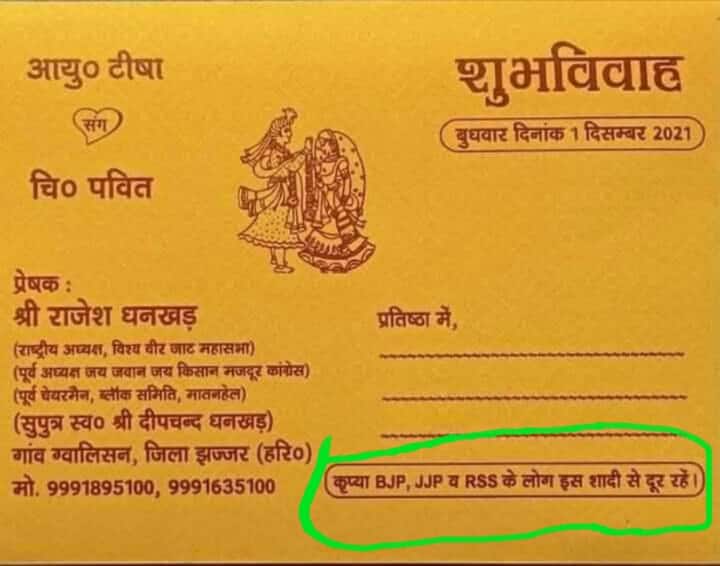 शुभविवाह
बुधवार दिनांक 1 दिसम्बर 2021
आयु० टीषा
संग
चि० पवित
प्रेषक :
श्री राजेश धनखड़
(राष्ट्रीय अध्यक्ष, विश्व वीर जाट महासभा)
(पूर्व अध्यक्ष जय जवान जय किसान मजदूर कांग्रेस)
(पूर्व चेयरमैन, ब्लॉक समिति, मातनहेल)
(सुपुत्र स्व० श्री दीपचन्द धनखड़)
गांव ग्वालिसन, जिला झज्जर (हरि०)
मो. 9991895100, 9991635100
प्रतिष्ठा में,
कृप्या BJP, JJP व RSS के लोग इस शादी से दूर रहें।